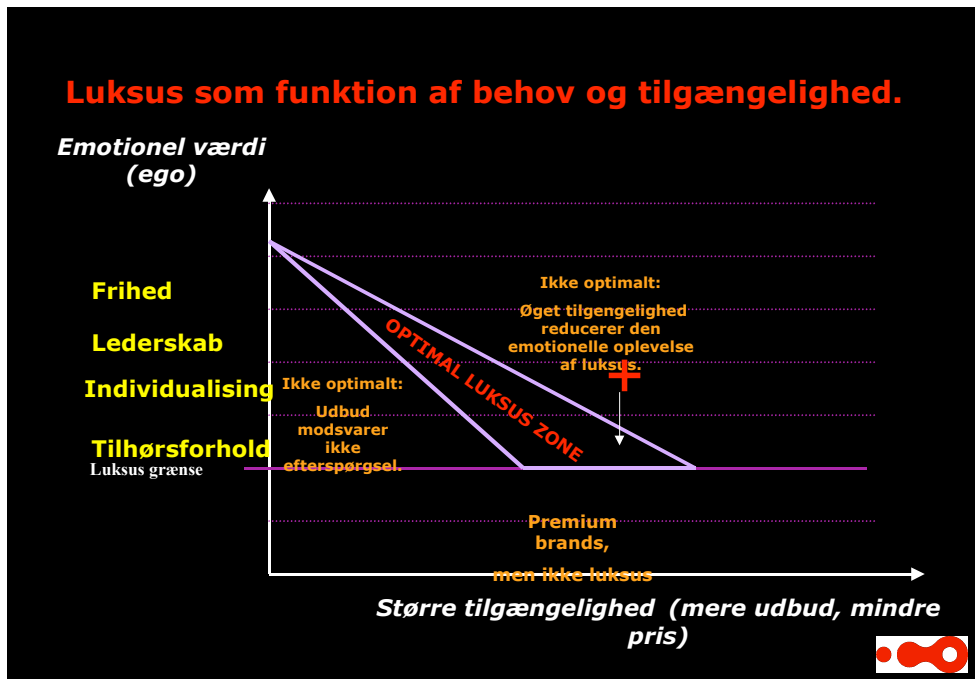 Luksus som funktion af behov og tilgængelighed.
Emotionel værdi
(ego)
Frihed
Lederskab
Individualising
Tilhørsforhold
Luksus grænse
Ikke optimalt:
Udbud
modsvarer
ikke
efterspørgsel.
OPTIMAL LUKSUS ZONE
Ikke optimalt:
Øget tilgengelighed
reducerer den
emotionelle oplevelse
af luksus.
Premium
brands,
men ikke luksus
Større tilgængelighed (mere udbud, mindre
pris)